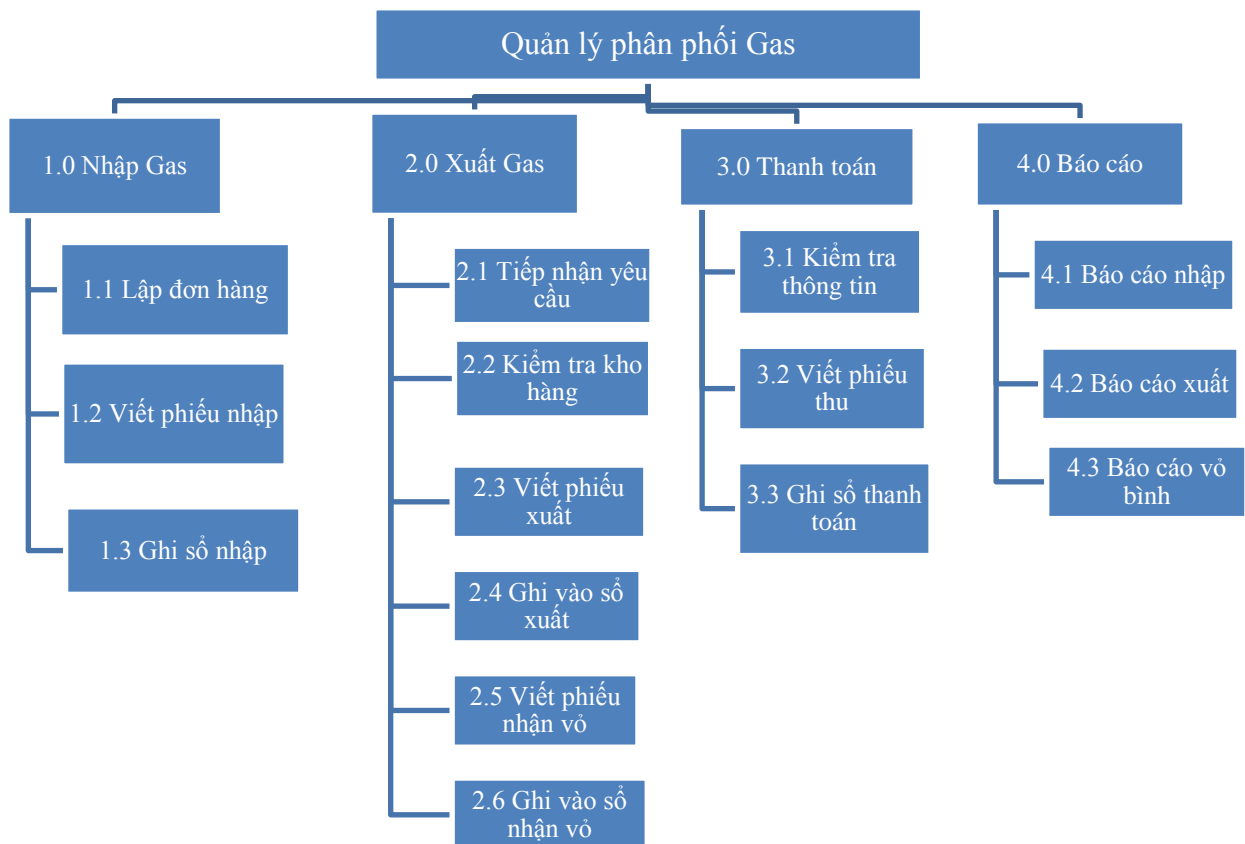 Quản lý phân phối Gas
1.0 Nhập Gas
1.1 Lập đơn hàng
1.2 Viết phiếu nhập
1.3 Ghi sổ nhập
2.0 Xuất Gas
2.1 Tiếp nhận yêu
cầu
2.2 Kiểm tra kho
hàng
2.3 Viết phiếu
xuất
2.4 Ghi vào sổ
xuất
2.5 Viết phiếu
nhận vỏ
2.6 Ghi vào sổ
nhận vỏ
3.0 Thanh toán
3.1 Kiểm tra
thông tin
3.2 Viết phiếu
thu
3.3 Ghi sổ thanh
toán
4.0 Báo cáo
4.1 Báo cáo nhập
4.2 Báo cáo xuất
4.3 Báo cáo vỏ
bình